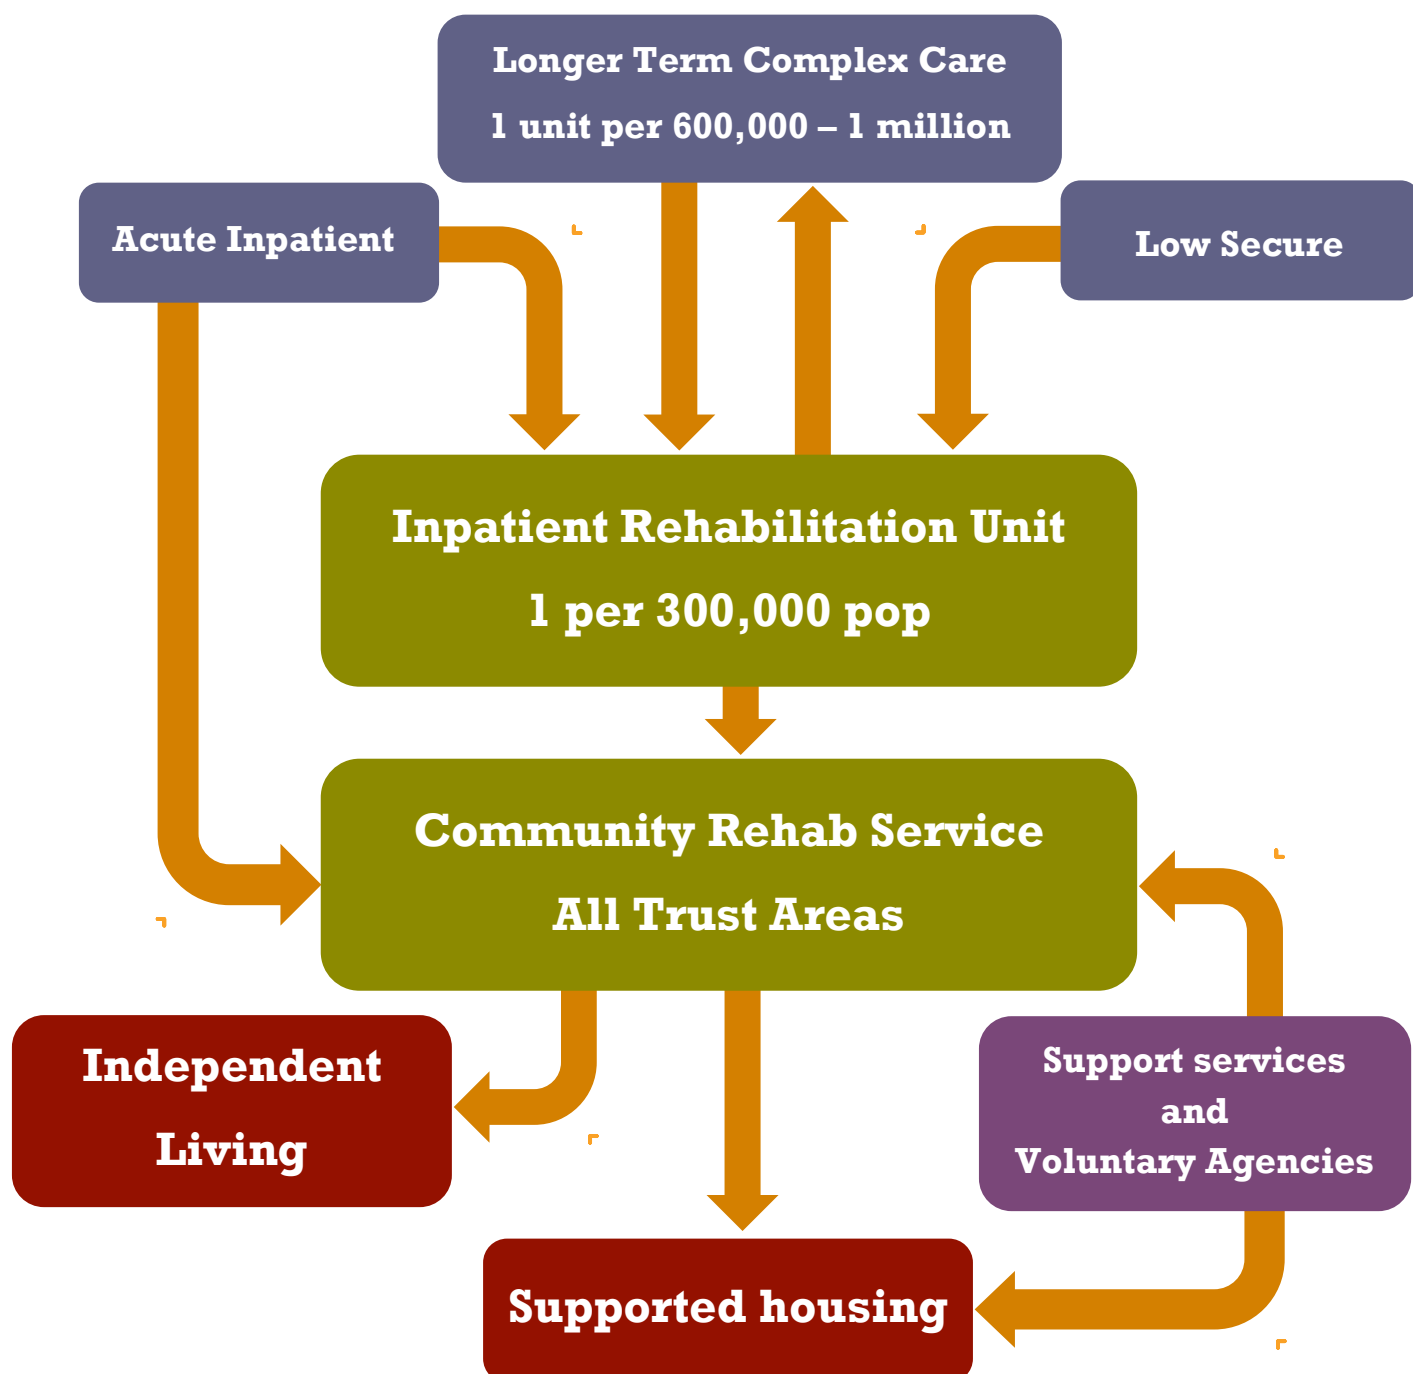 Longer Term Complex Care
1 unit per 600,000 – 1 million
Acute Inpatient
Low Secure
Inpatient Rehabilitation Unit
1 per 300,000 pop
Community Rehab Service
All Trust Areas
Independent
Living
Support services
and
Voluntary Agencies
Supported housing